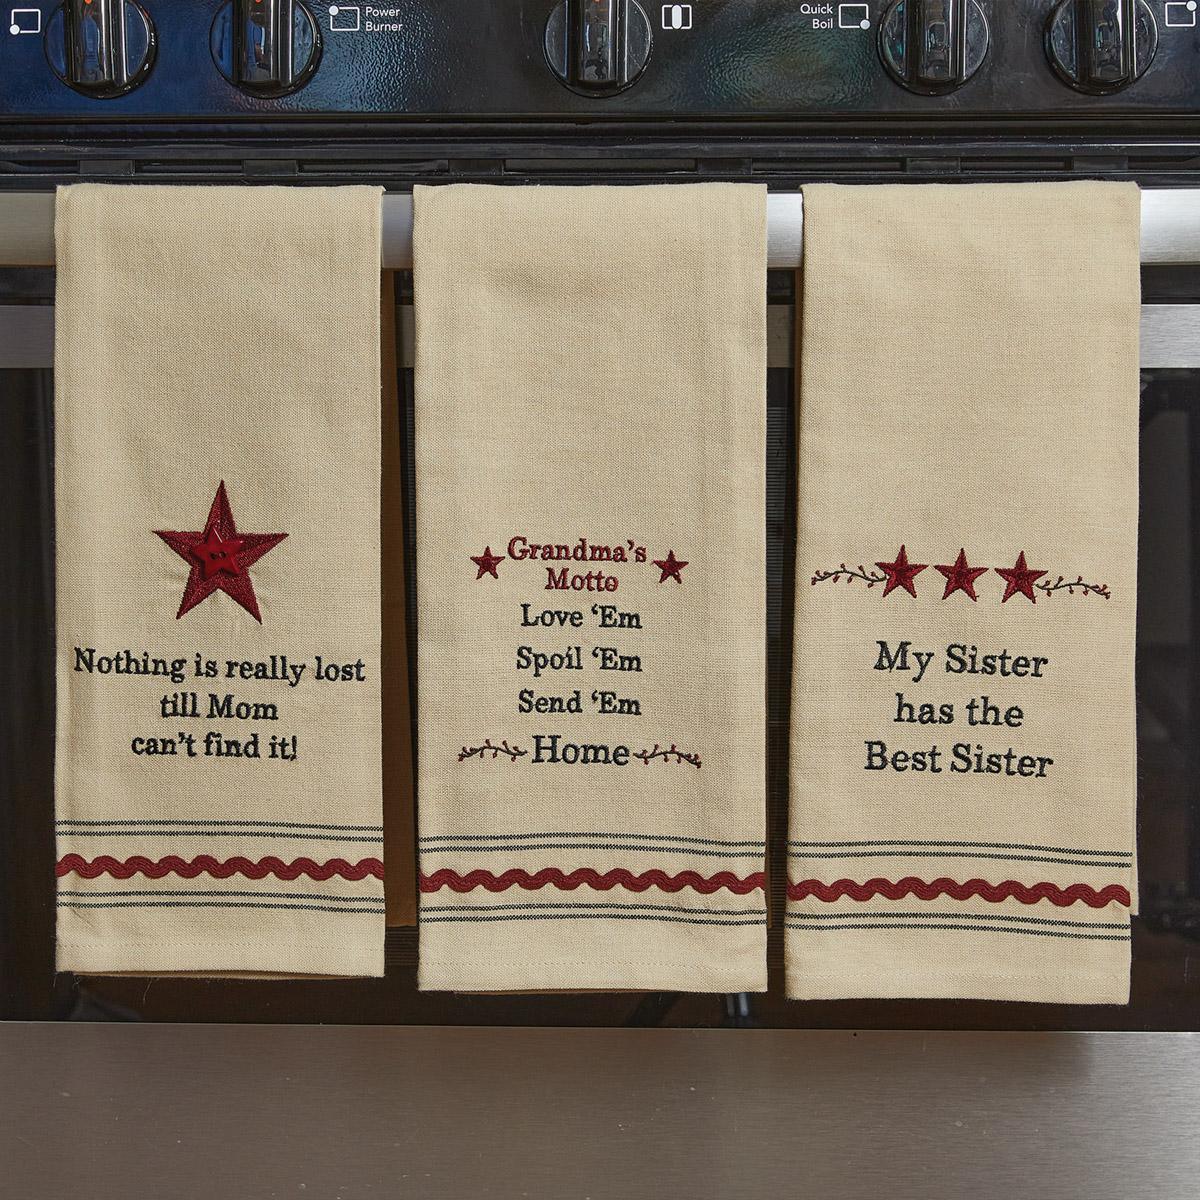 Power
Burner
Quick
Boil
Nothing is really lost
till Mom
can't find it!
Grandma's
Motto
Love 'Em
Spoil 'Em
Send 'Em
Home
My Sister
has the
Best Sister